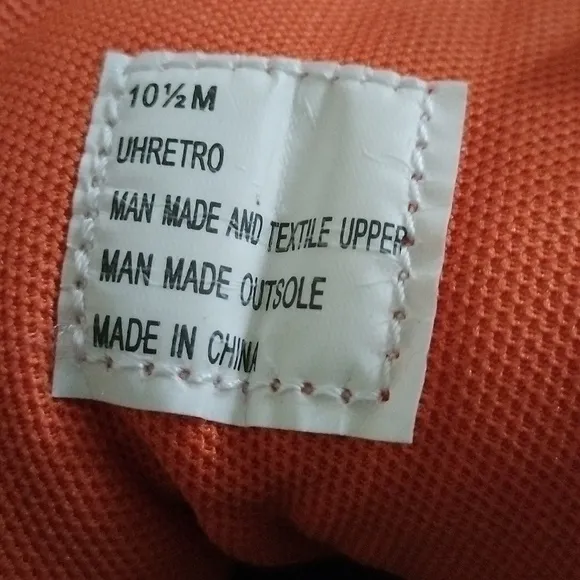 10½M
UHRETRO
MAN MADE AND TEXTILE UPPER
MAN MADE OUTSOLE
MADE IN CHINA